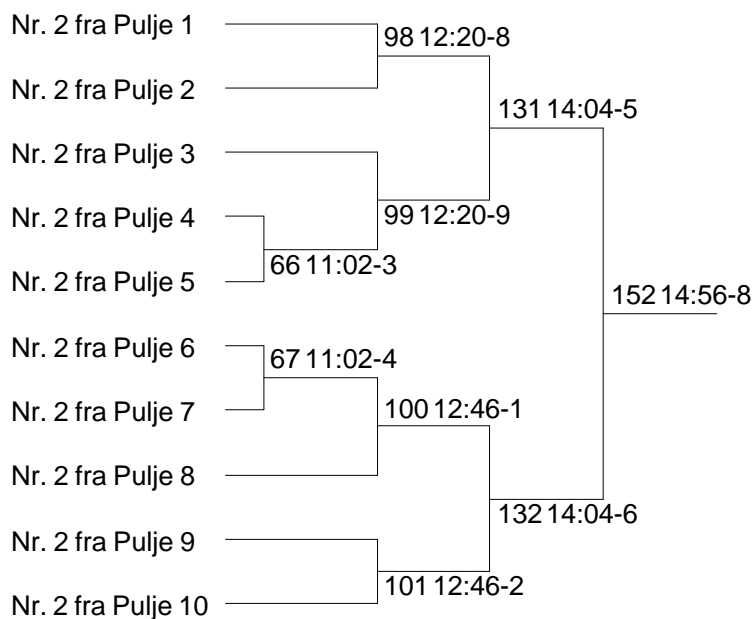 Nr. 2 fra Pulje 1
98 12:20-8
Nr. 2 fra Pulje 2
131 14:04-5
Nr. 2 fra Pulje 3
Nr. 2 fra Pulje 4
99 12:20-9
66 11:02-3
Nr. 2 fra Pulje 5
152 14:56-8
Nr. 2 fra Pulje 6
67 11:02-4
Nr. 2 fra Pulje 7
100 12:46-1
Nr. 2 fra Pulje 8
132 14:04-6
Nr. 2 fra Pulje 9
101 12:46-2
Nr. 2 fra Pulje 10